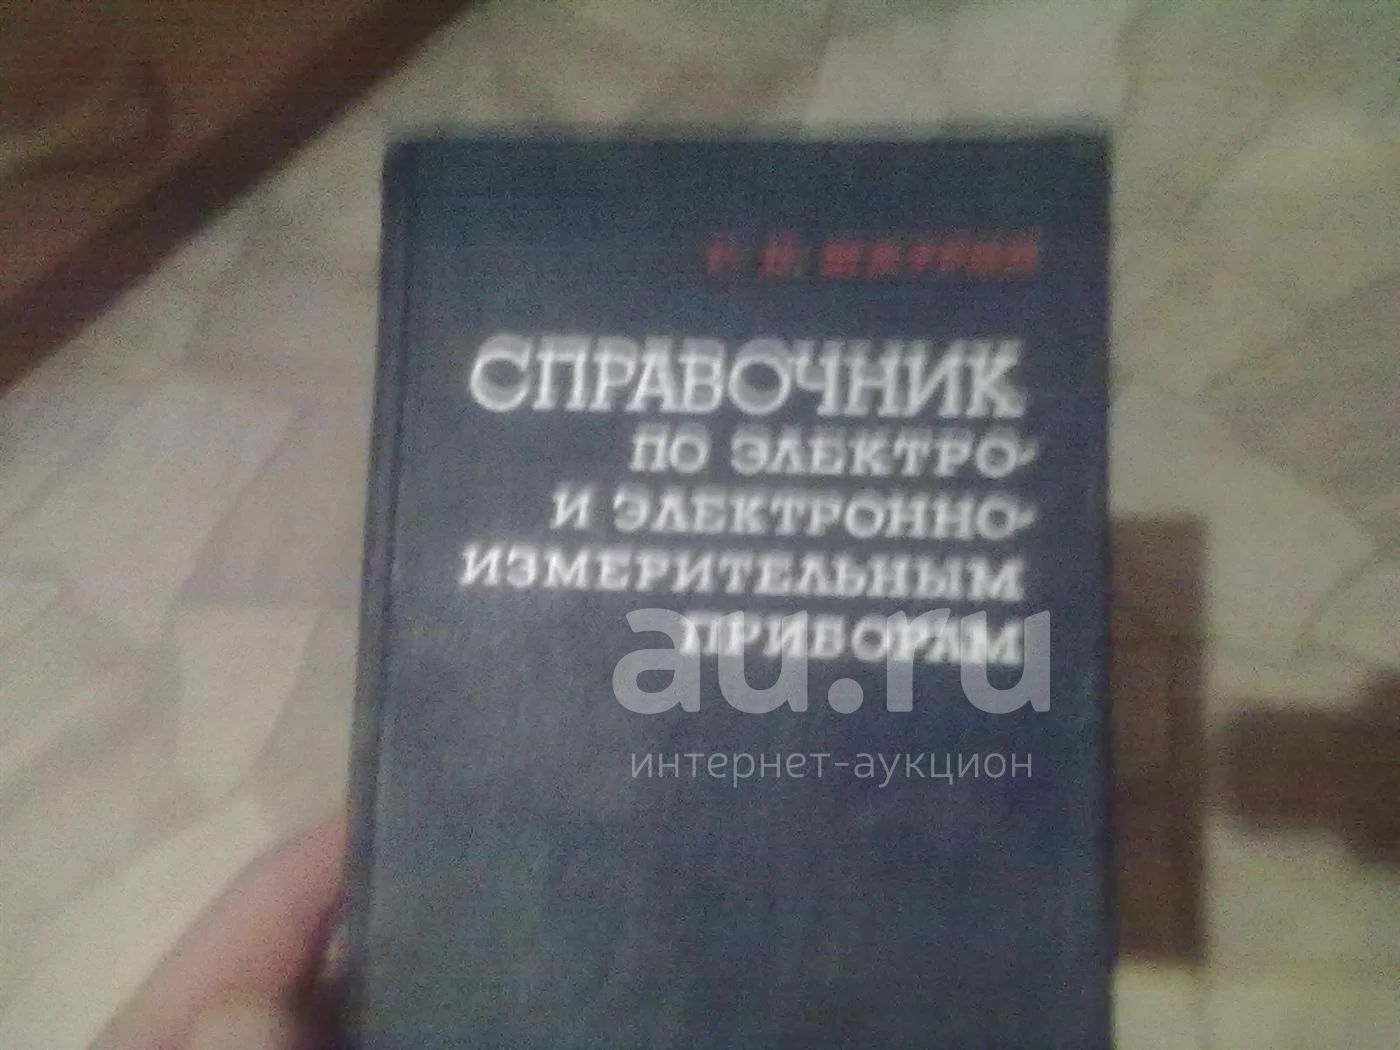 СПРАВОЧНИК
ПО ЭЛЕКТРО-
И ЭЛЕКТРОННО-
ИЗМЕРИТЕЛЬНЫМ
ПРИБОРАМ
au.ru
интернет-аукцион